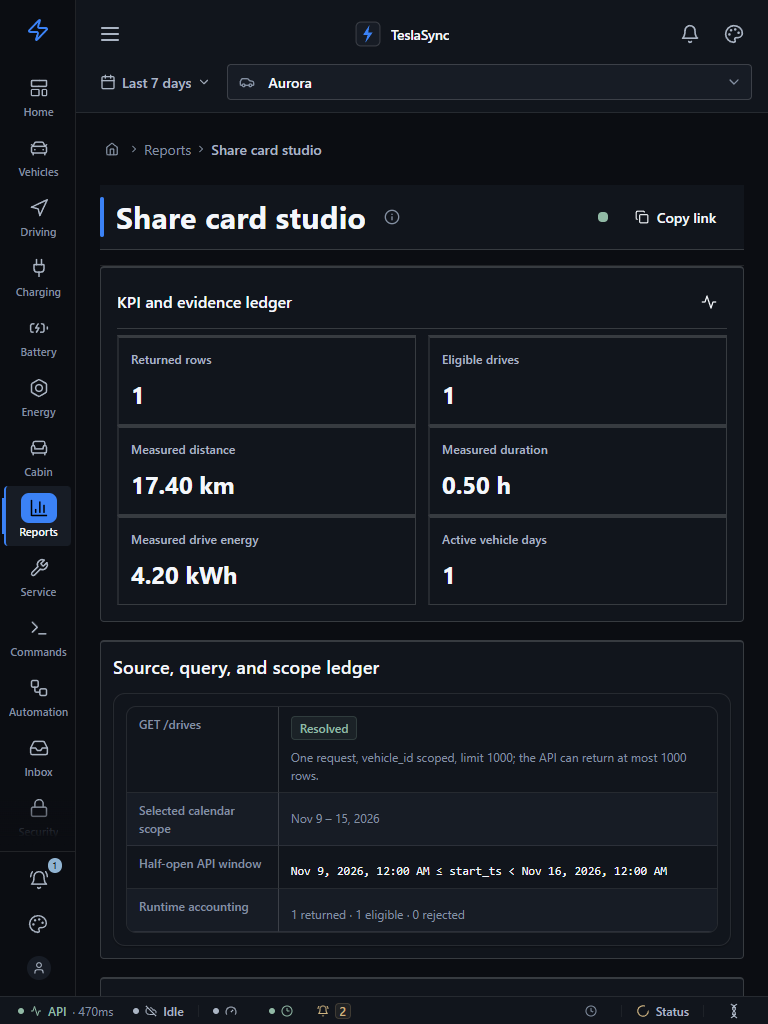 TeslaSync
Last 7 days
Aurora
Home
Vehicles
Driving
Charging
Battery
Energy
Cabin
Reports
Service
Commands
Automation
Inbox
Security
1
Reports
Share card studio
Share card studio
Copy link
KPI and evidence ledger
Returned rows
1
Eligible drives
1
Measured distance
17.40 km
Measured duration
0.50 h
Measured drive energy
4.20 kWh
Active vehicle days
1
Source, query, and scope ledger
GET /drives
Resolved
One request, vehicle_id scoped, limit 1000; the API can return at most 1000
rows.
Selected calendar
scope
Nov 9 – 15, 2026
Half-open API window
Nov 9, 2026, 12:00 AM ≤ start_ts < Nov 16, 2026, 12:00 AM
Runtime accounting
1 returned · 1 eligible · 0 rejected
API · 470ms
Idle
2
Status